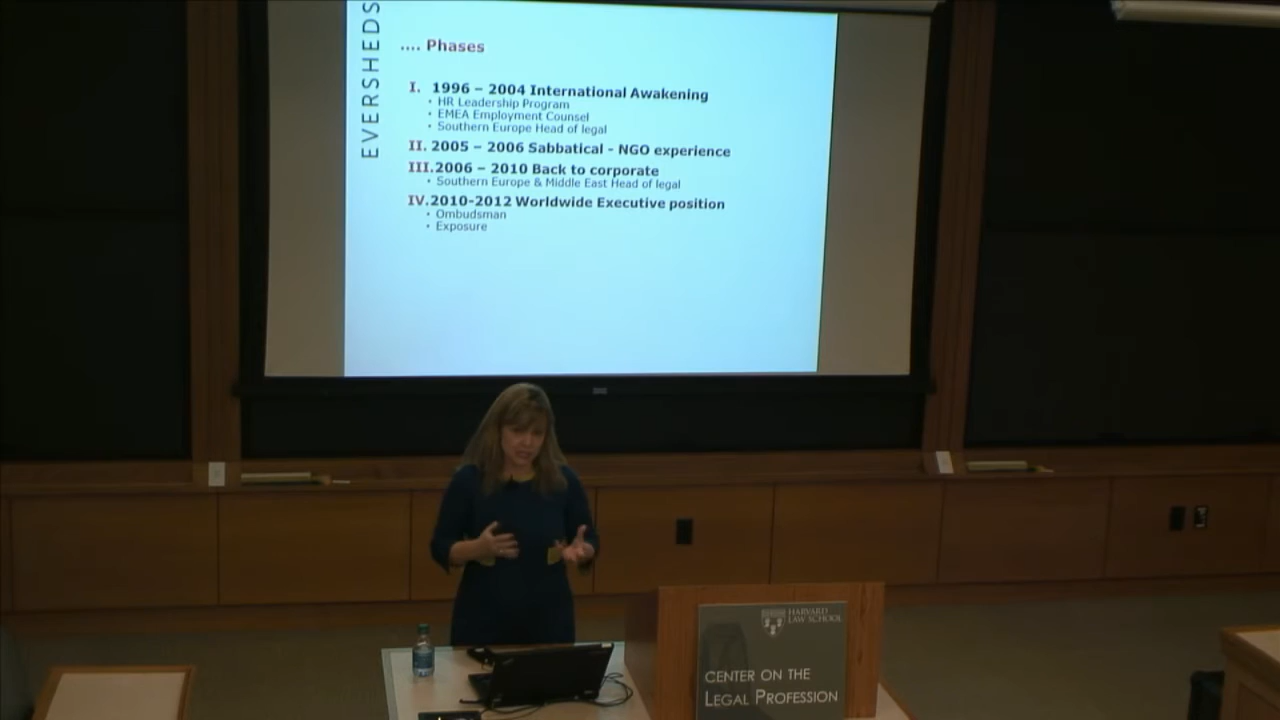 EVERSHEDS
.... Phases
I. 1996 – 2004 International Awakening
• HR Leadership Program
• EMEA Employment Counsel
• Southern Europe Head of legal
II. 2005 – 2006 Sabbatical - NGO experience
III.2006 – 2010 Back to corporate
• Southern Europe & Middle East Head of legal
IV.2010-2012 Worldwide Executive position
• Ombudsman
• Exposure
HARVARD
LAW SCHOOL
CENTER ON THE
LEGAL PROFESSION